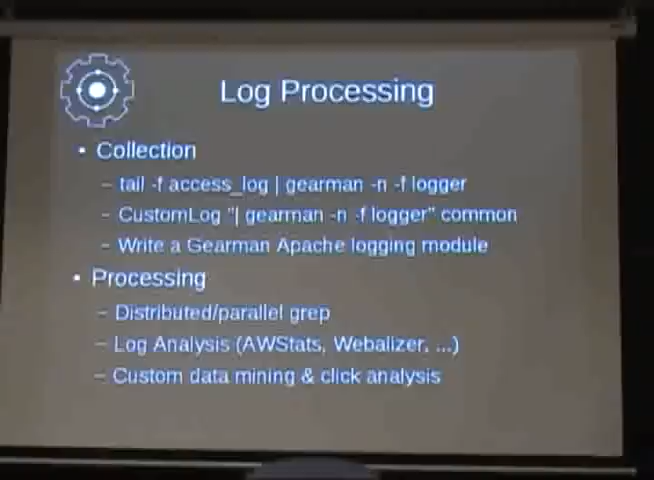 Log Processing
• Collection
– tail -f access_log | gearman -n -f logger
– CustomLog "| gearman -n -f logger" common
– Write a Gearman Apache logging module
• Processing
– Distributed/parallel grep
– Log Analysis (AWStats, Webalizer, ...)
– Custom data mining & click analysis